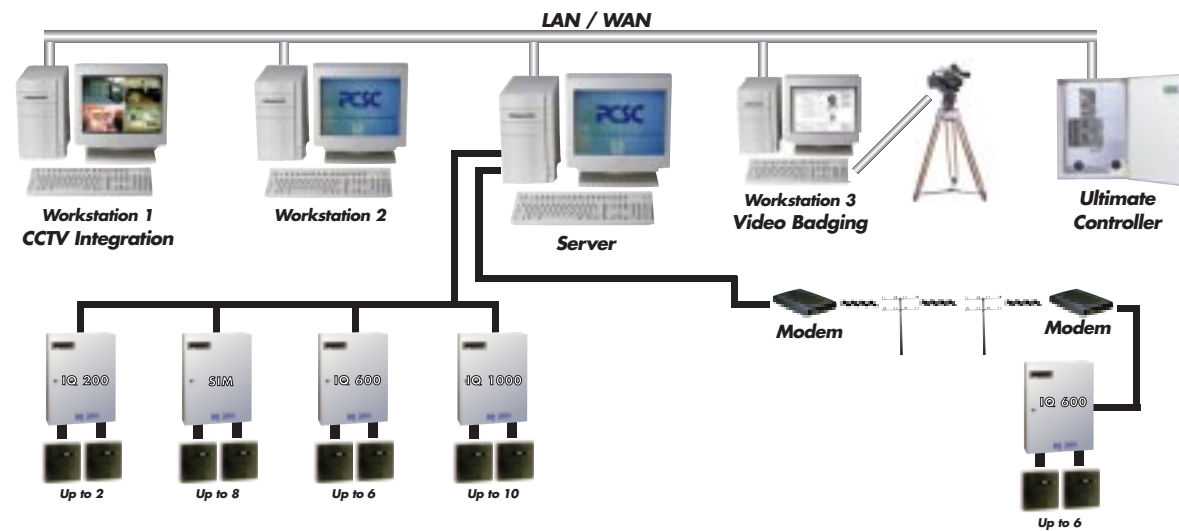 LAN / WAN
PCSC
PCSC
Workstation 1
CCTV Integration
Workstation 2
Server
Workstation 3
Video Badging
Ultimate
Controller
Modem
Modem
IQ 200
SIM
IQ 600
IQ 1000
IQ 600
Up to 2
Up to 8
Up to 6
Up to 10
Up to 6